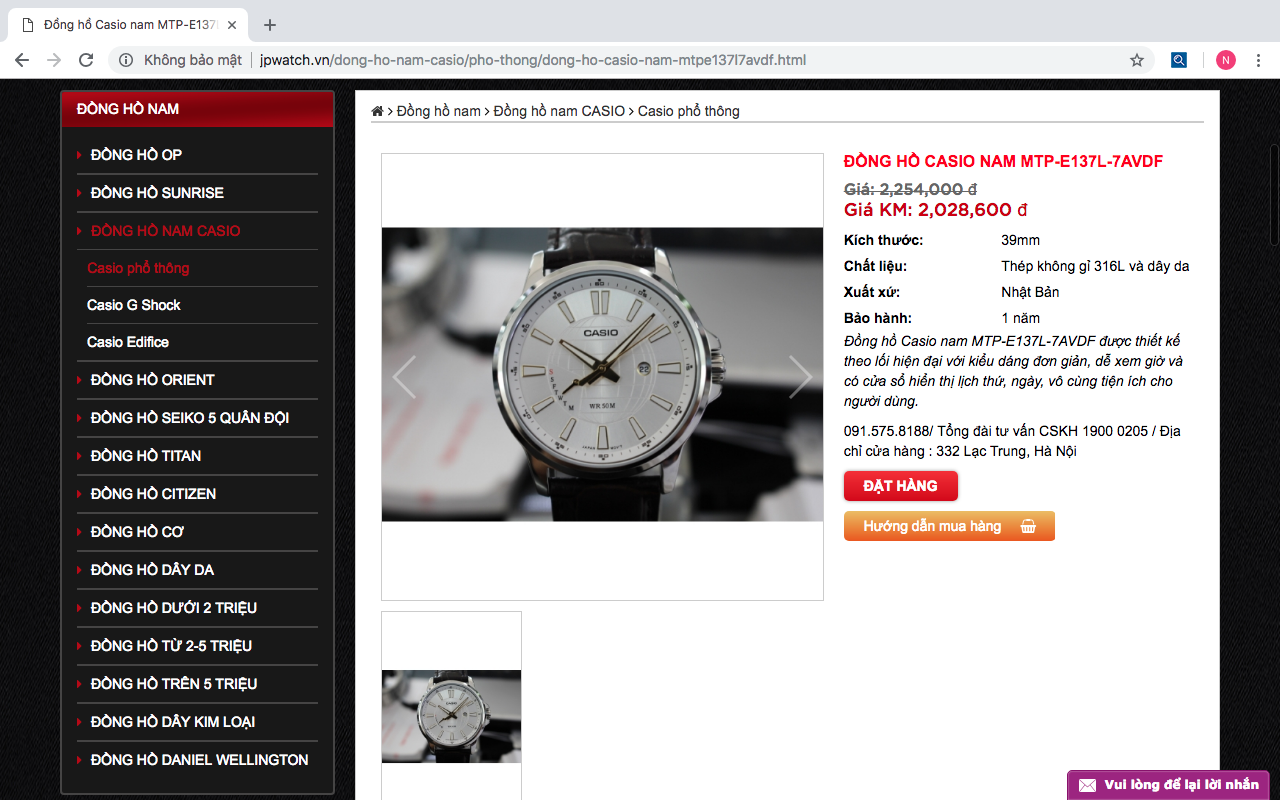 Đồng hồ Casio nam MTP-E137
Không bảo mật
jpwatch.vn/dong-ho-nam-casio/pho-thong/dong-ho-casio-nam-mtpe137l7avdf.html
N
ĐỒNG HỒ NAM
ĐỒNG HỒ OP
ĐỒNG HỒ SUNRISE
ĐỒNG HỒ NAM CASIO
Casio phổ thông
Casio G Shock
Casio Edifice
ĐỒNG HỒ ORIENT
ĐỒNG HỒ SEIKO 5 QUÂN ĐỘI
ĐỒNG HỒ TITAN
ĐỒNG HỒ CITIZEN
ĐỒNG HỒ CƠ
ĐỒNG HỒ DÂY DA
ĐỒNG HỒ DƯỚI 2 TRIỆU
ĐỒNG HỒ TỪ 2-5 TRIỆU
ĐỒNG HỒ TRÊN 5 TRIỆU
ĐỒNG HỒ DÂY KIM LOẠI
ĐỒNG HỒ DANIEL WELLINGTON
› Đồng hồ nam › Đồng hồ nam CASIO › Casio phổ thông
CASIO
WR.50M
ĐỒNG HỒ CASIO NAM MTP-E137L-7AVDF
Giá: 2,254,000 đ
Giá KM: 2,028,600 đ
Kích thước: 39mm
Chất liệu: Thép không gỉ 316L và dây da
Xuất xứ: Nhật Bản
Bảo hành: 1 năm
Đồng hồ Casio nam MTP-E137L-7AVDF được thiết kế
theo lối hiện đại với kiểu dáng đơn giản, dễ xem giờ và
có cửa sổ hiển thị lịch thứ, ngày, vô cùng tiện ích cho
người dùng.
091.575.8188/ Tổng đài tư vấn CSKH 1900 0205 / Địa
chỉ cửa hàng : 332 Lạc Trung, Hà Nội
ĐẶT HÀNG
Hướng dẫn mua hàng
Vui lòng để lại lời nhắn